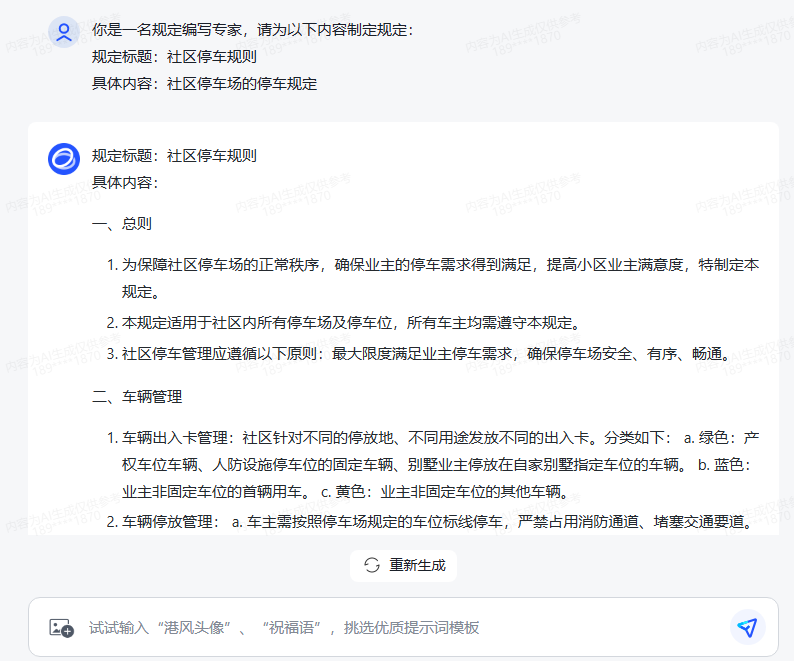 你是一名规定编写专家，请为以下内容制定规定：
规定标题：社区停车规则
具体内容：社区停车场的停车规定
规定标题：社区停车规则
具体内容：
一、总则
1. 为保障社区停车场的正常秩序，确保业主的停车需求得到满足，提高小区业主满意度，特制定本
规定。
2. 本规定适用于社区内所有停车场及停车位，所有车主均需遵守本规定。
3. 社区停车管理应遵循以下原则：最大限度满足业主停车需求，确保停车场安全、有序、畅通。
二、车辆管理
1. 车辆出入卡管理：社区针对不同的停放地、不同用途发放不同的出入卡。分类如下： a. 绿色：产
权车位车辆、人防设施停车位的固定车辆、别墅业主停放在自家别墅指定车位的车辆。 b. 蓝色：
业主非固定车位的首辆用车。 c. 黄色：业主非固定车位的其他车辆。
2. 车辆停放管理： a. 车主需按照停车场规定的车位标线停车，严禁占用消防通道、堵塞交通要道。
重新生成
试试输入“港风头像”、“祝福语”，挑选优质提示词模板
内容为AI生成仅供参考
189****1870